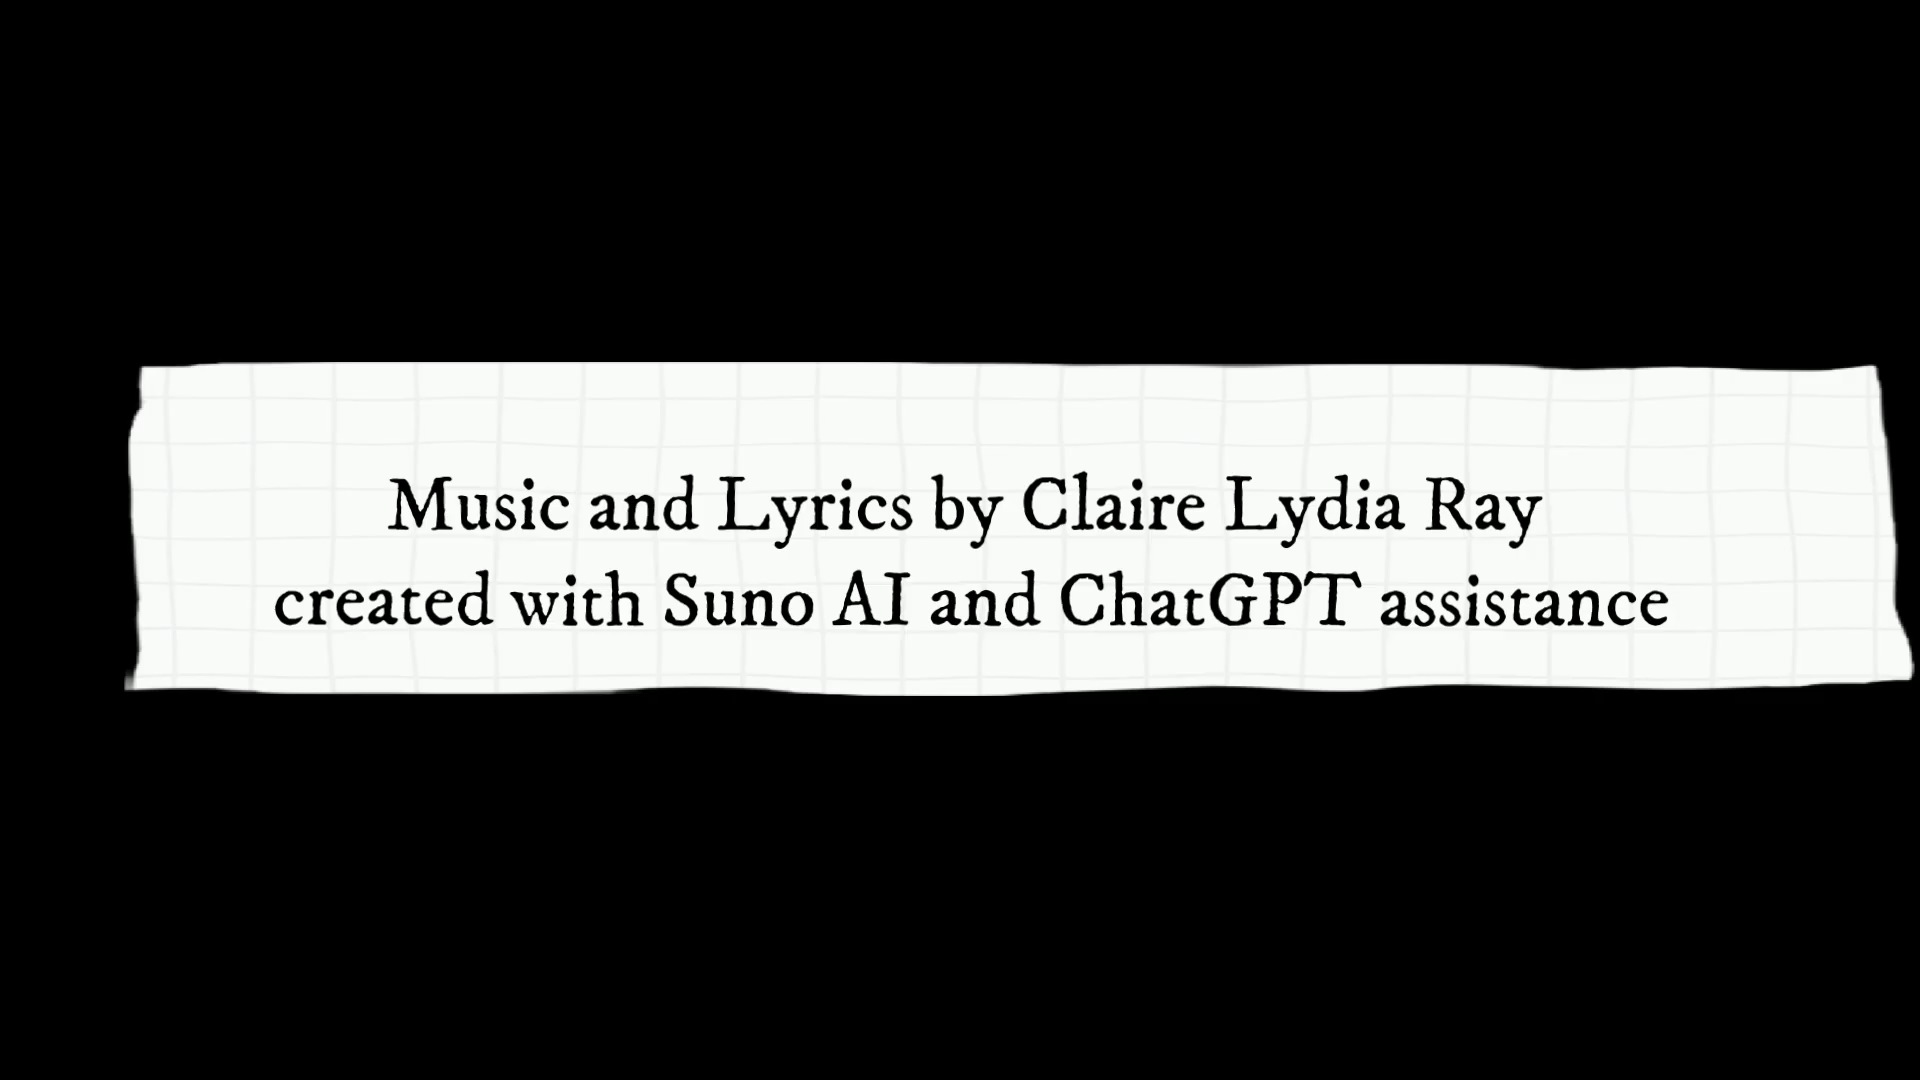 Music and Lyrics by Claire Lydia Ray
created with Suno AI and ChatGPT assistance